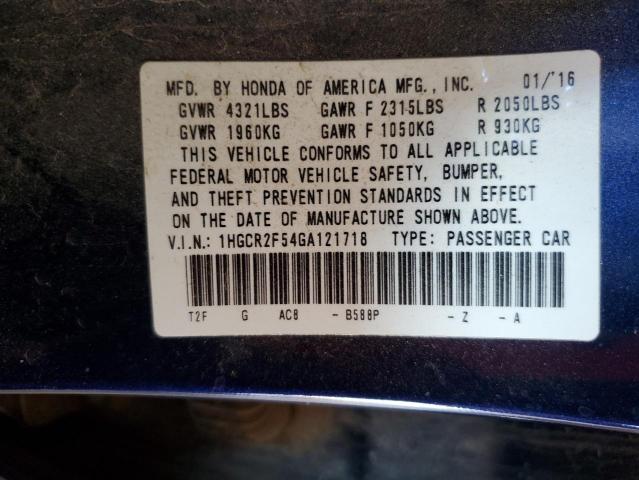 MFD. BY HONDA OF AMERICA MFG., INC. 01/'16
GVWR 4321LBS GAWR F 2315LBS R 2050LBS
GVWR 1960KG GAWR F 1050KG R 930KG
THIS VEHICLE CONFORMS TO ALL APPLICABLE
FEDERAL MOTOR VEHICLE SAFETY, BUMPER,
AND THEFT PREVENTION STANDARDS IN EFFECT
ON THE DATE OF MANUFACTURE SHOWN ABOVE.
V.I.N.: 1HGCR2F54GA121718 TYPE: PASSENGER CAR
T2F G AC8 - B588P - Z - A